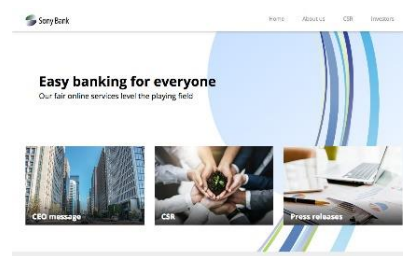 Sony Bank
Home About us CSR Investors
Easy banking for everyone
Our fair online services level the playing field
CEO message
CSR
Press releases